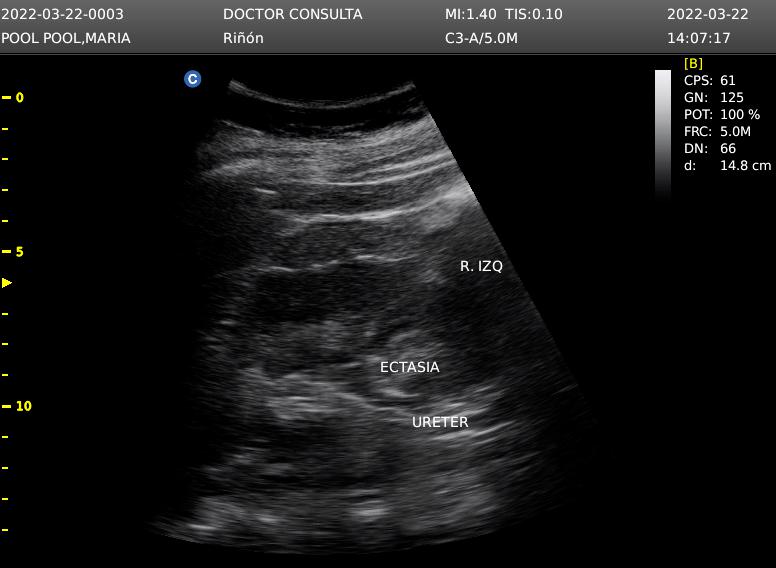 2022-03-22-0003 DOCTOR CONSULTA MI:1.40 TIS:0.10 2022-03-22
POOL POOL,MARIA Riñón C3-A/5.0M 14:07:17
C
[B]
CPS: 61
GN: 125
POT: 100 %
FRC: 5.0M
DN: 66
d: 14.8 cm
0
5
10
R. IZQ
ECTASIA
URETER